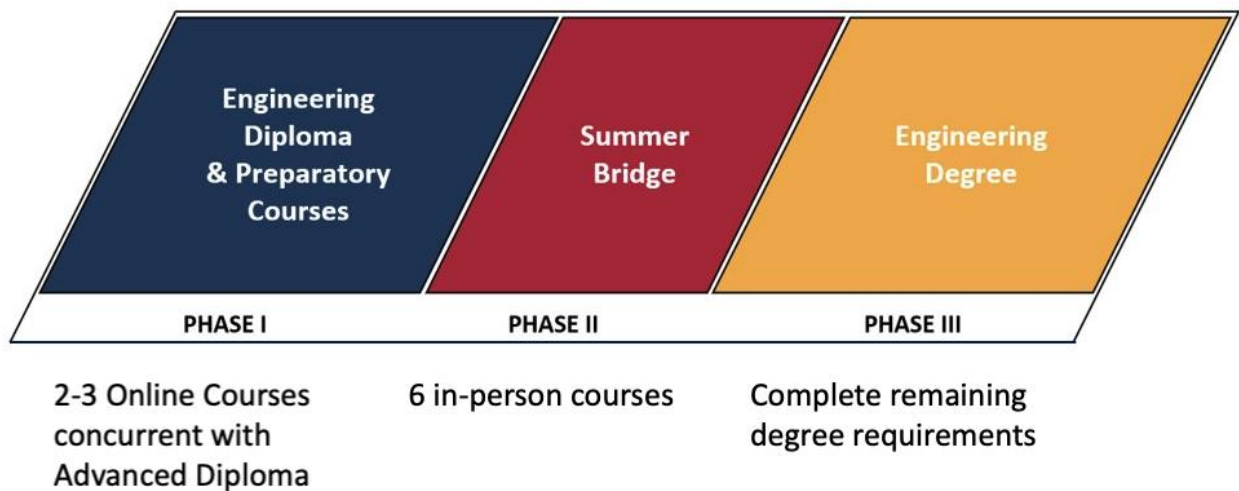 Engineering
Diploma
& Preparatory
Courses
Summer
Bridge
Engineering
Degree
PHASE I
PHASE II
PHASE III
2-3 Online Courses
concurrent with
Advanced Diploma
6 in-person courses
Complete remaining
degree requirements